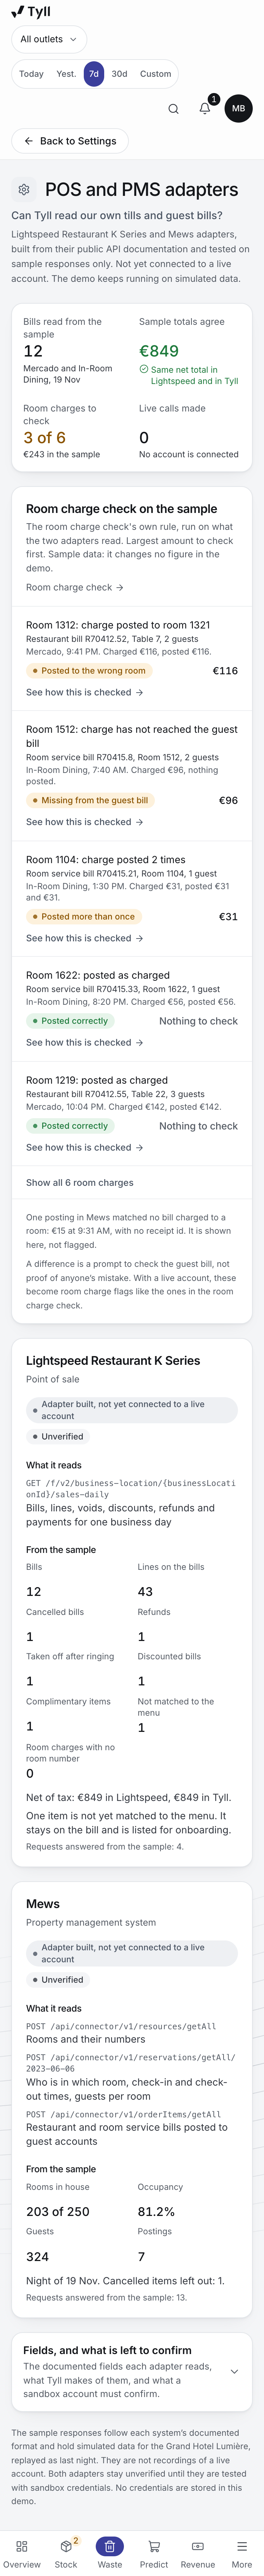 Tyll
All outlets
Today Yest. 7d 30d Custom
1
MB
Back to Settings
POS and PMS adapters
Can Tyll read our own tills and guest bills?
Lightspeed Restaurant K Series and Mews adapters,
built from their public API documentation and tested on
sample responses only. Not yet connected to a live
account. The demo keeps running on simulated data.
Bills read from the
sample
12
Mercado and In-Room
Dining, 19 Nov
Sample totals agree
€849
Same net total in
Lightspeed and in Tyll
Room charges to
check
3 of 6
€243 in the sample
Live calls made
0
No account is connected
Room charge check on the sample
The room charge check's own rule, run on what
the two adapters read. Largest amount to check
first. Sample data: it changes no figure in the
demo.
Room charge check →
Room 1312: charge posted to room 1321
Restaurant bill R70412.52, Table 7, 2 guests
Mercado, 9:41 PM. Charged €116, posted €116.
Posted to the wrong room €116
See how this is checked →
Room 1512: charge has not reached the guest
bill
Room service bill R70415.8, Room 1512, 2 guests
In-Room Dining, 7:40 AM. Charged €96, nothing
posted.
Missing from the guest bill €96
See how this is checked →
Room 1104: charge posted 2 times
Room service bill R70415.21, Room 1104, 1 guest
In-Room Dining, 1:30 PM. Charged €31, posted €31
and €31.
Posted more than once €31
See how this is checked →
Room 1622: posted as charged
Room service bill R70415.33, Room 1622, 1 guest
In-Room Dining, 8:20 PM. Charged €56, posted €56.
Posted correctly Nothing to check
See how this is checked →
Room 1219: posted as charged
Restaurant bill R70412.55, Table 22, 3 guests
Mercado, 10:04 PM. Charged €142, posted €142.
Posted correctly Nothing to check
See how this is checked →
Show all 6 room charges
One posting in Mews matched no bill charged to a
room: €15 at 9:31 AM, with no receipt id. It is shown
here, not flagged.
A difference is a prompt to check the guest bill, not
proof of anyone's mistake. With a live account, these
become room charge flags like the ones in the room
charge check.
Lightspeed Restaurant K Series
Point of sale
Adapter built, not yet connected to a live
account
Unverified
What it reads
GET /f/v2/business-location/{businessLocati
onId}/sales-daily
Bills, lines, voids, discounts, refunds and
payments for one business day
From the sample
Bills
12
Lines on the bills
43
Cancelled bills
1
Refunds
1
Taken off after ringing
1
Discounted bills
1
Complimentary items
1
Not matched to the
menu
1
Room charges with no
room number
0
Net of tax: €849 in Lightspeed, €849 in Tyll.
One item is not yet matched to the menu. It
stays on the bill and is listed for onboarding.
Requests answered from the sample: 4.
Mews
Property management system
Adapter built, not yet connected to a live
account
Unverified
What it reads
POST /api/connector/v1/resources/getAll
Rooms and their numbers
POST /api/connector/v1/reservations/getAll/
2023-06-06
Who is in which room, check-in and check-
out times, guests per room
POST /api/connector/v1/orderItems/getAll
Restaurant and room service bills posted to
guest accounts
From the sample
Rooms in house
203 of 250
Occupancy
81.2%
Guests
324
Postings
7
Night of 19 Nov. Cancelled items left out: 1.
Requests answered from the sample: 13.
Fields, and what is left to confirm
The documented fields each adapter reads,
what Tyll makes of them, and what a
sandbox account must confirm.
The sample responses follow each system's documented
format and hold simulated data for the Grand Hotel Lumière,
replayed as last night. They are not recordings of a live
account. Both adapters stay unverified until they are tested
with sandbox credentials. No credentials are stored in this
demo.
2
Overview Stock Waste Predict Revenue More